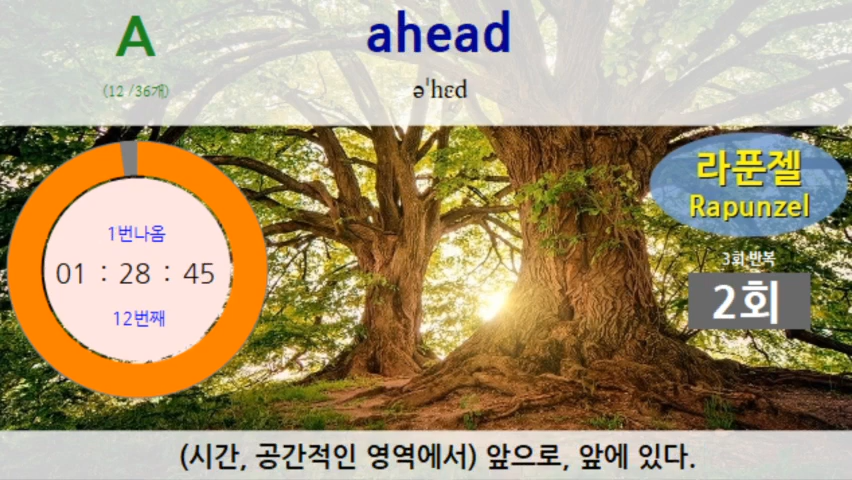 A
(12 /36개)
ahead
əˈhɛd
1번나옴
01 : 28 : 45
12번째
라푼젤
Rapunzel
3회 반복
2회
(시간, 공간적인 영역에서) 앞으로, 앞에 있다.